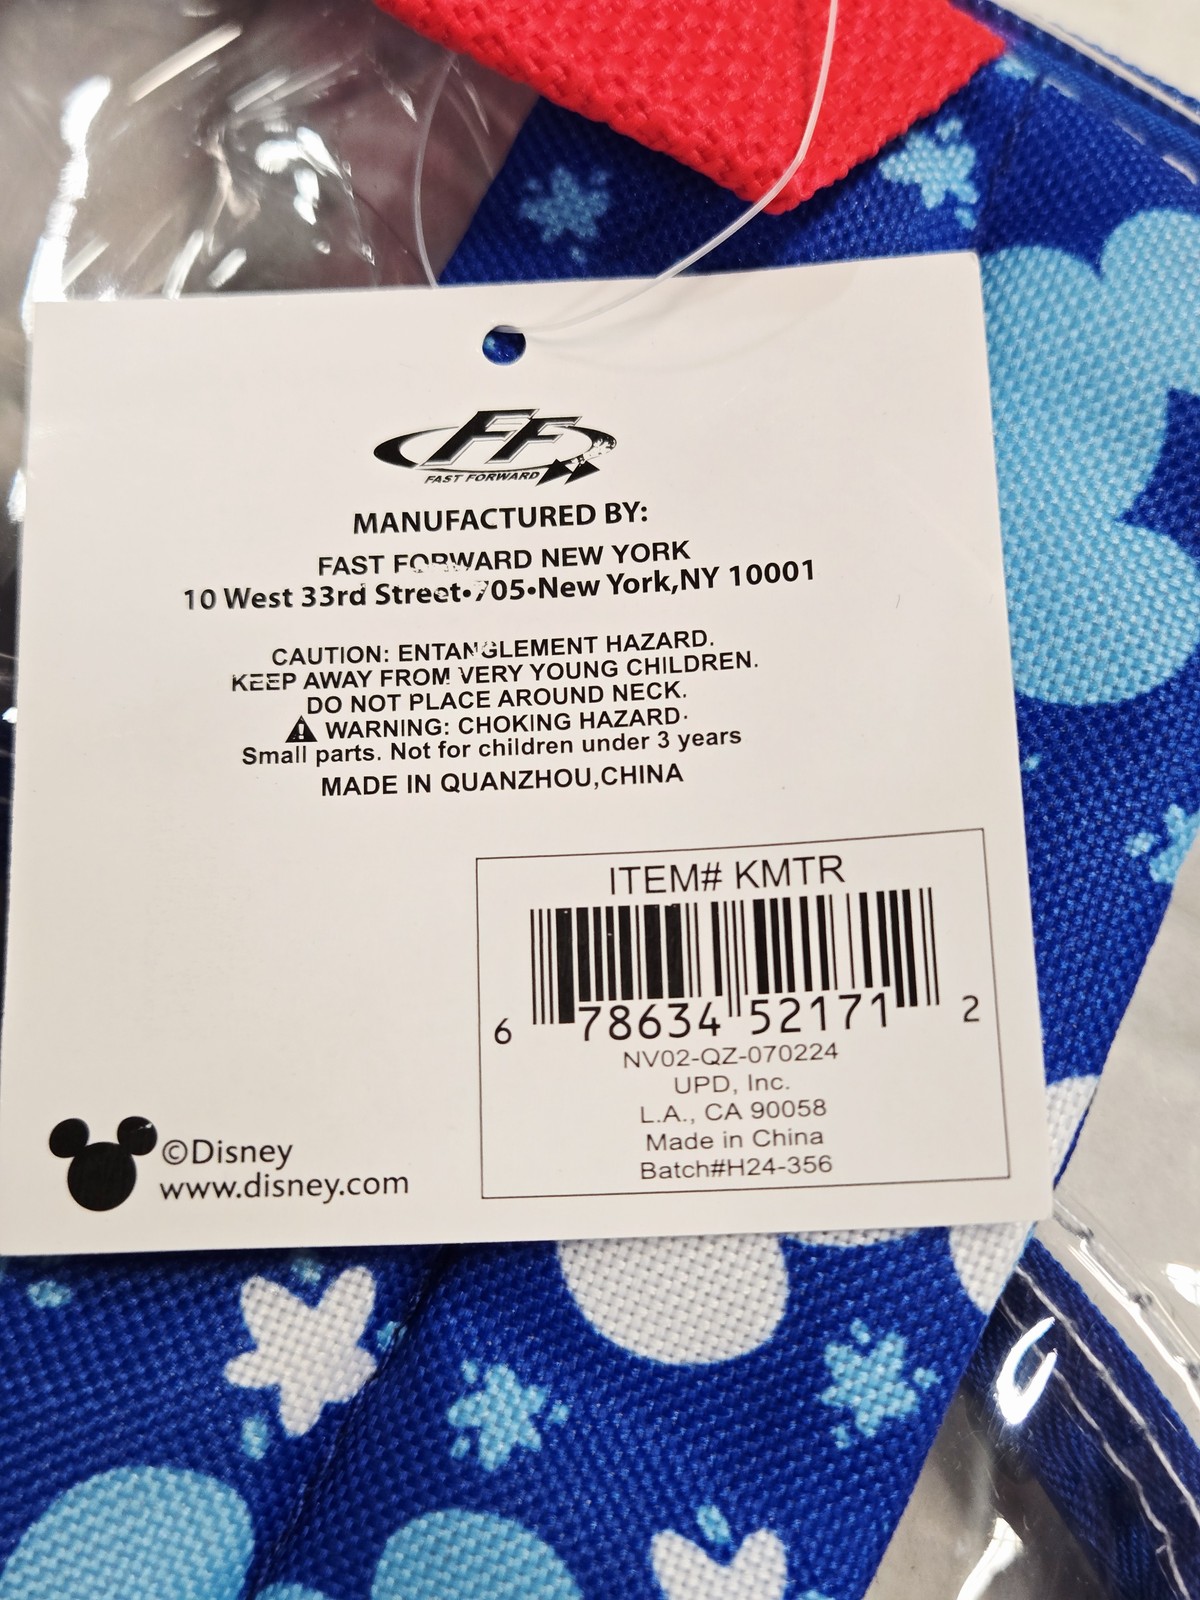 FF
FAST FORWARD
MANUFACTURED BY:
FAST FORWARD NEW YORK
10 West 33rd Street•705•New York,NY 10001
CAUTION: ENTANGLEMENT HAZARD.
KEEP AWAY FROM VERY YOUNG CHILDREN.
DO NOT PLACE AROUND NECK.
WARNING: CHOKING HAZARD.
Small parts. Not for children under 3 years
MADE IN QUANZHOU,CHINA
ITEM# KMTR
6 78634 52171 2
NV02-QZ-070224
UPD, Inc.
L.A., CA 90058
Made in China
Batch#H24-356
©Disney
www.disney.com